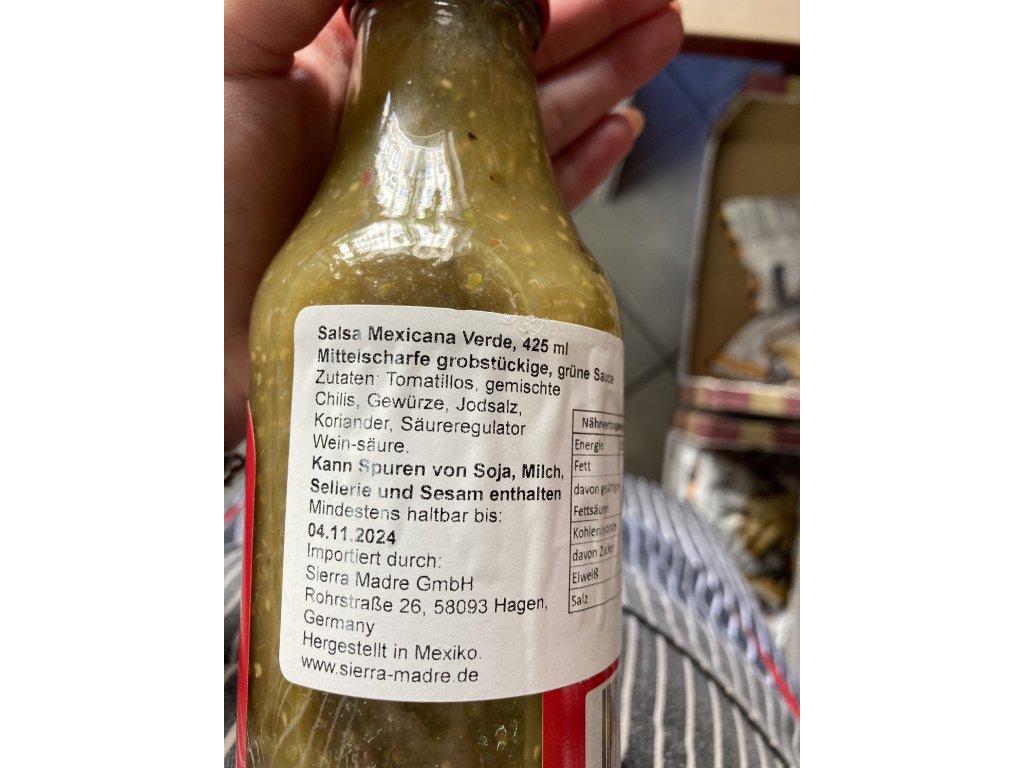 Salsa Mexicana Verde, 425 ml
Mittelscharfe grobstückige, grüne Sauce
Zutaten: Tomatillos, gemischte
Chilis, Gewürze, Jodsalz,
Koriander, Säureregulator
Wein-säure.
Kann Spuren von Soja, Milch,
Sellerie und Sesam enthalten
Mindestens haltbar bis:
04.11.2024
Importiert durch:
Sierra Madre GmbH
Rohrstraße 26, 58093 Hagen,
Germany
Hergestellt in Mexiko.
www.sierra-madre.de
Energie
Fett
davon
Fettsäuren
Kohlenhydrate
davon Zucker
Eiweiß
Salz